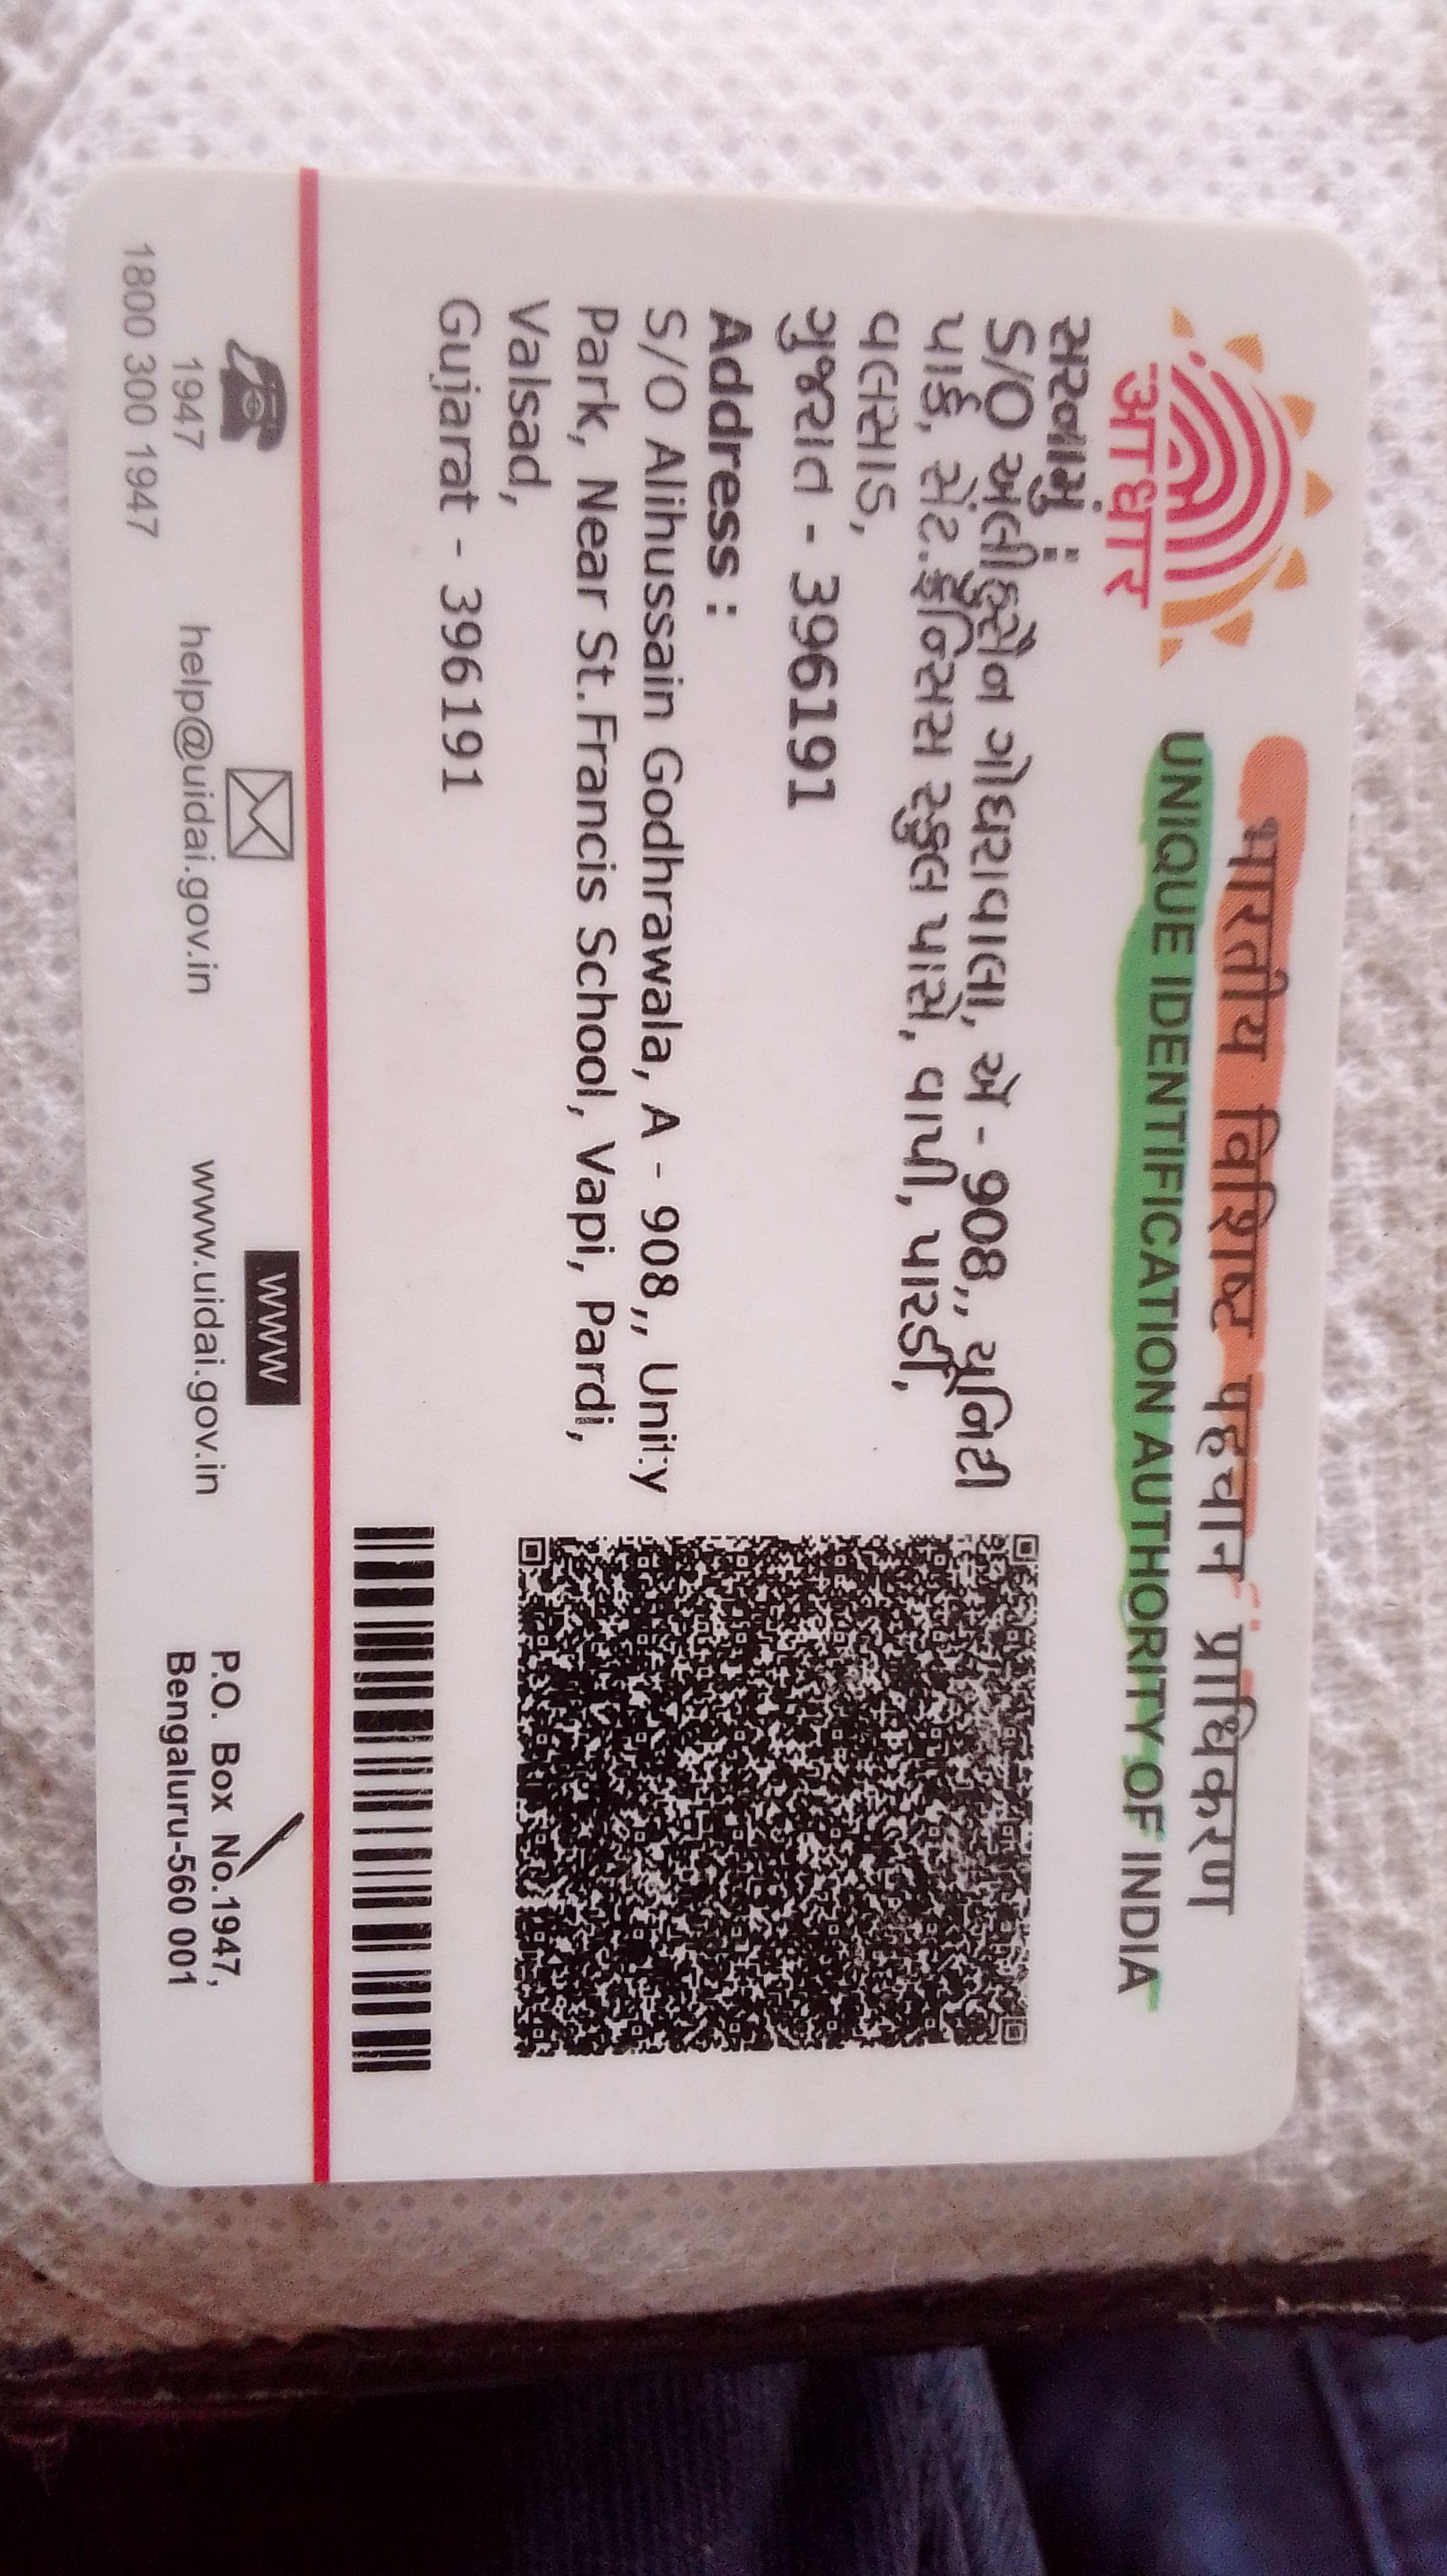 आधार
भारतीय विशिष्ट पहचान प्राधिकरण
UNIQUE IDENTIFICATION AUTHORITY OF INDIA
સરનામું :
S/O અલીહુસૈન ગોધરાવાલા, એ - 908,, યૂનિટી
પાર્ક, સેંટ.ફ્રાન્સિસ સ્કુલ પાસે, વાપી, પારડી,
વલસાડ,
ગુજરાત - 396191
Address :
S/O Alihussain Godhrawala, A - 908,, Unity
Park, Near St.Francis School, Vapi, Pardi,
Valsad,
Gujarat - 396191
1947
1800 300 1947
help@uidai.gov.in
WWW
www.uidai.gov.in
P.O. Box No.1947,
Bengaluru-560 001